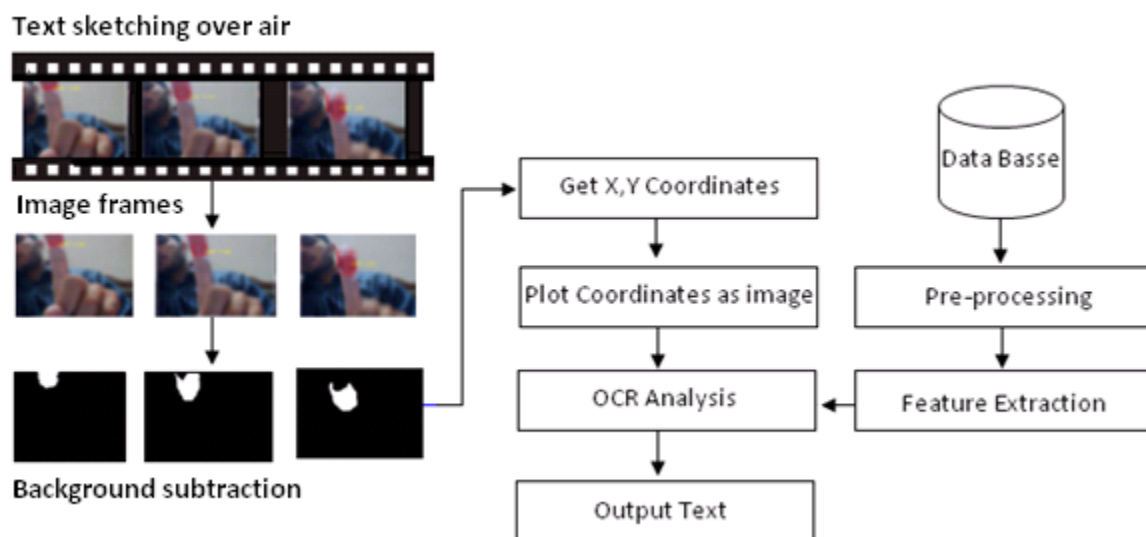 Text sketching over air
Image frames
Background subtraction
Get X,Y Coordinates
Plot Coordinates as image
OCR Analysis
Output Text
Data Basse
Pre-processing
Feature Extraction